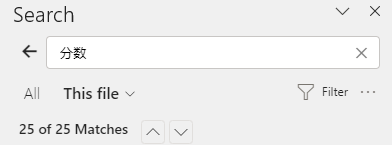 Search
分数
All This file Filter
25 of 25 Matches